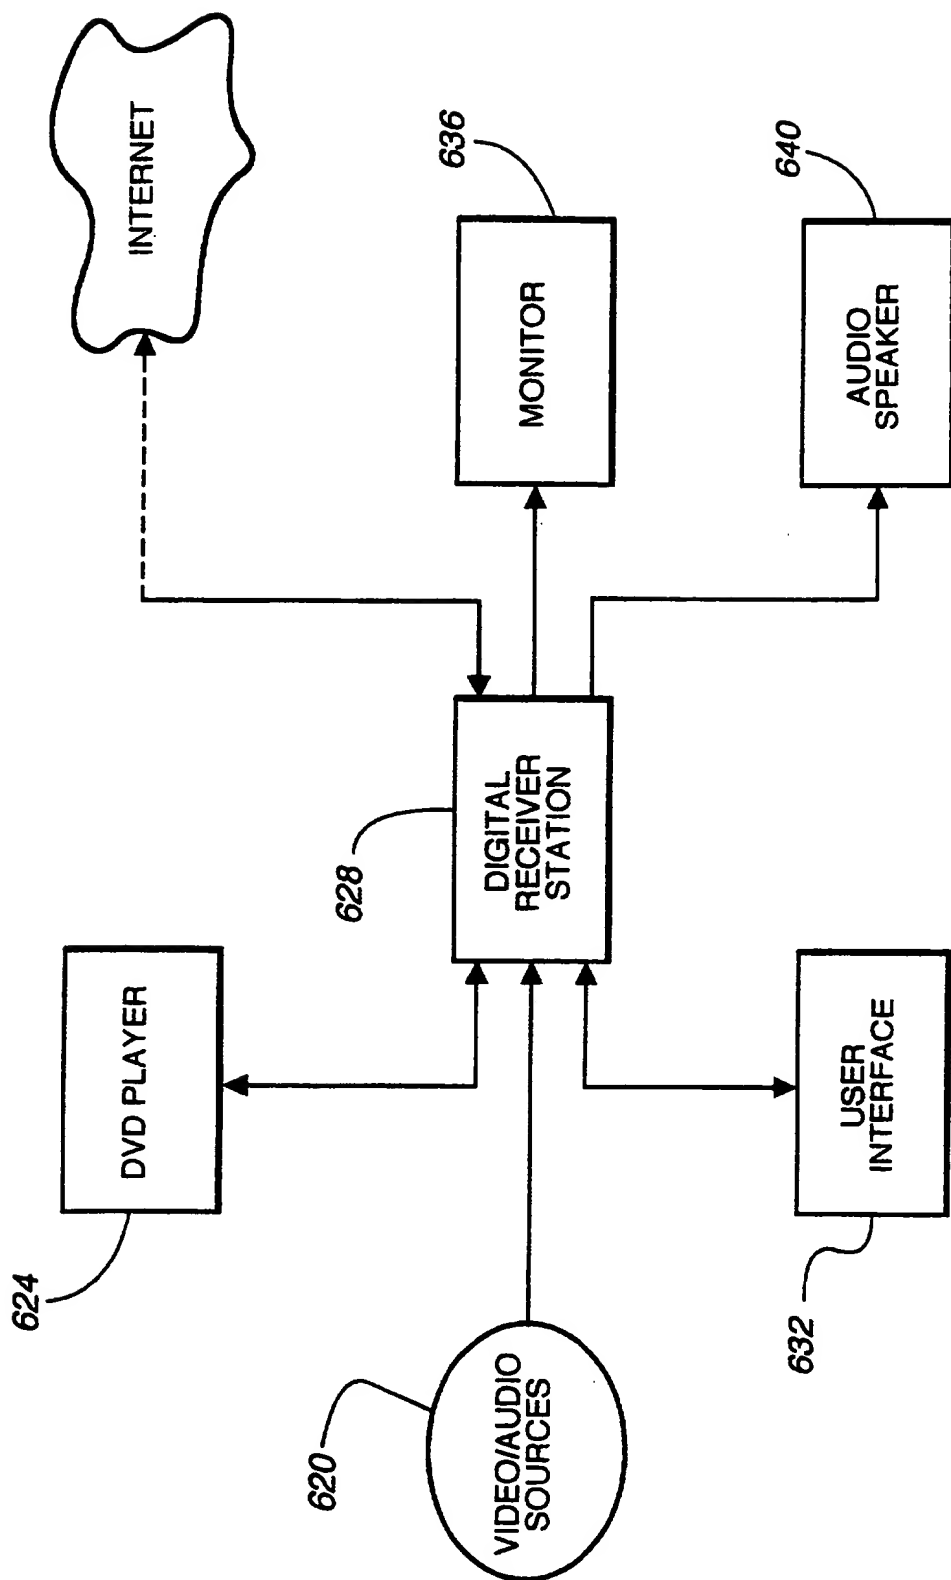 624
DVD PLAYER
INTERNET
620
VIDEO/AUDIO
SOURCES
628
DIGITAL
RECEIVER
STATION
636
MONITOR
632
USER
INTERFACE
640
AUDIO
SPEAKER